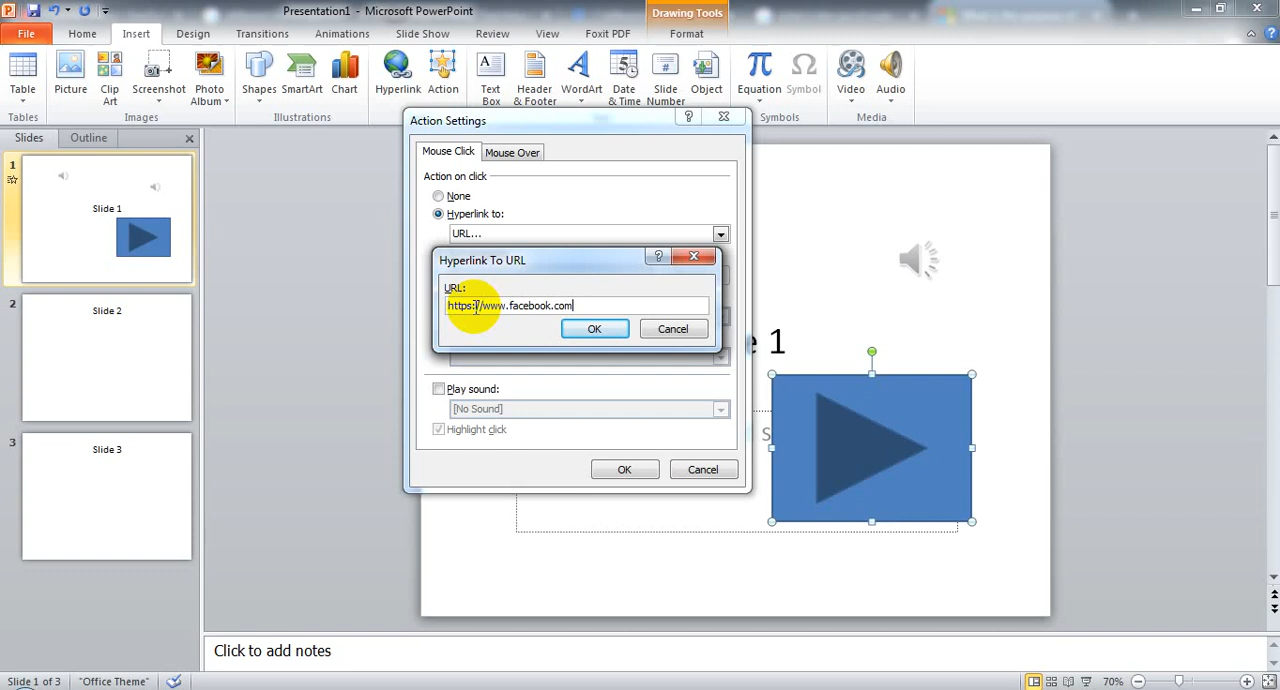 Presentation1 - Microsoft PowerPoint
Drawing Tools
File Home Insert Design Transitions Animations Slide Show Review View Foxit PDF Format
Table
Picture
Clip Art
Screenshot
Photo Album
Shapes
SmartArt
Chart
Hyperlink
Action
Text Box
Header & Footer
WordArt
Date & Time
Slide Number
Object
Equation
Symbol
Video
Audio
Tables
Images
Illustrations
Symbols
Media
Slides
Outline
1
Slide 1
2
Slide 2
3
Slide 3
Action Settings
Mouse Click
Mouse Over
Action on click
None
Hyperlink to:
URL...
Hyperlink To URL
URL:
https://www.facebook.com
OK
Cancel
Play sound:
[No Sound]
Highlight click
OK
Cancel
e 1
S
Click to add notes
Slide 1 of 3
"Office Theme"
70%